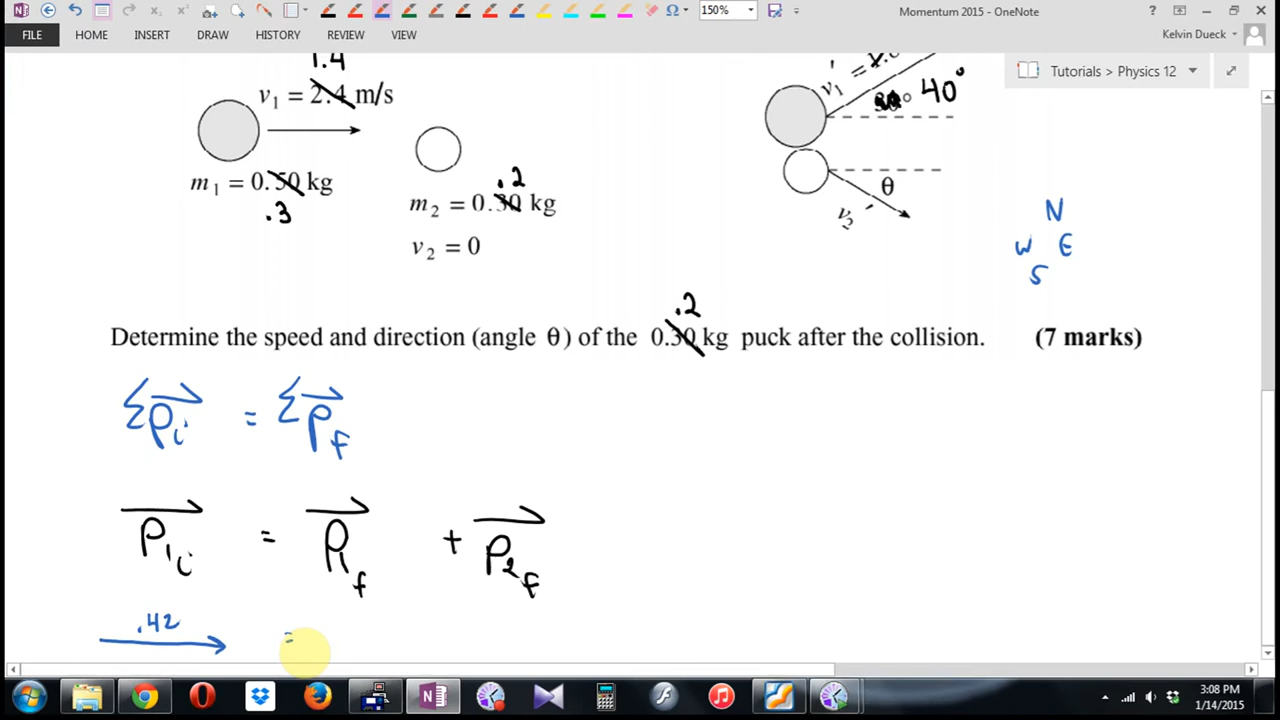 150%
Momentum 2015 - OneNote
FILE HOME INSERT DRAW HISTORY REVIEW VIEW
Kelvin Dueck
Tutorials > Physics 12
1.4
v1 = 2.4 m/s
v1' =
40°
m1 = 0.50 kg
.3
.2
m2 = 0.30 kg
v2 = 0
θ
v2'
N
W E
S
.2
Determine the speed and direction (angle θ) of the 0.30 kg puck after the collision. (7 marks)
Σpi = Σpf
P1i = P1f + P2f
.42 =
3:08 PM
1/14/2015